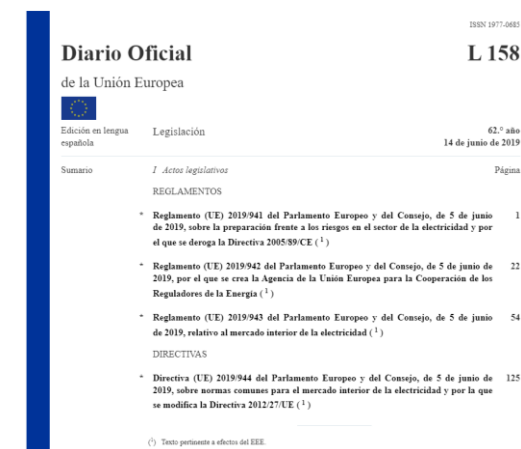 ISSN 1977-0685
Diario Oficial
L 158
de la Unión Europea
Edición en lengua
española
Legislación
62.° año
14 de junio de 2019
Sumario
I Actos legislativos
Página
REGLAMENTOS
* Reglamento (UE) 2019/941 del Parlamento Europeo y del Consejo, de 5 de junio 1
de 2019, sobre la preparación frente a los riesgos en el sector de la electricidad y por
el que se deroga la Directiva 2005/89/CE (1)
* Reglamento (UE) 2019/942 del Parlamento Europeo y del Consejo, de 5 de junio de 22
2019, por el que se crea la Agencia de la Unión Europea para la Cooperación de los
Reguladores de la Energía (1)
* Reglamento (UE) 2019/943 del Parlamento Europeo y del Consejo, de 5 de junio 54
de 2019, relativo al mercado interior de la electricidad (1)
DIRECTIVAS
* Directiva (UE) 2019/944 del Parlamento Europeo y del Consejo, de 5 de junio de 125
2019, sobre normas comunes para el mercado interior de la electricidad y por la que
se modifica la Directiva 2012/27/UE (1)
(1) Texto pertinente a efectos del EEE.